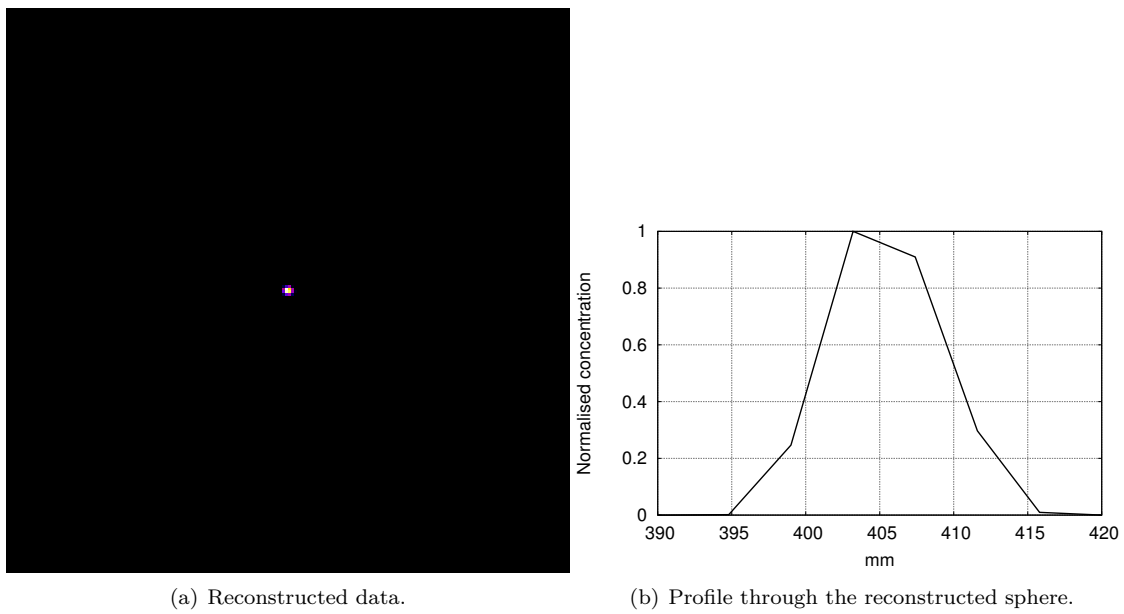 1
0.8
0.6
0.4
0.2
0
Normalised concentration
390 395 400 405 410 415 420
mm
(a) Reconstructed data.
(b) Profile through the reconstructed sphere.